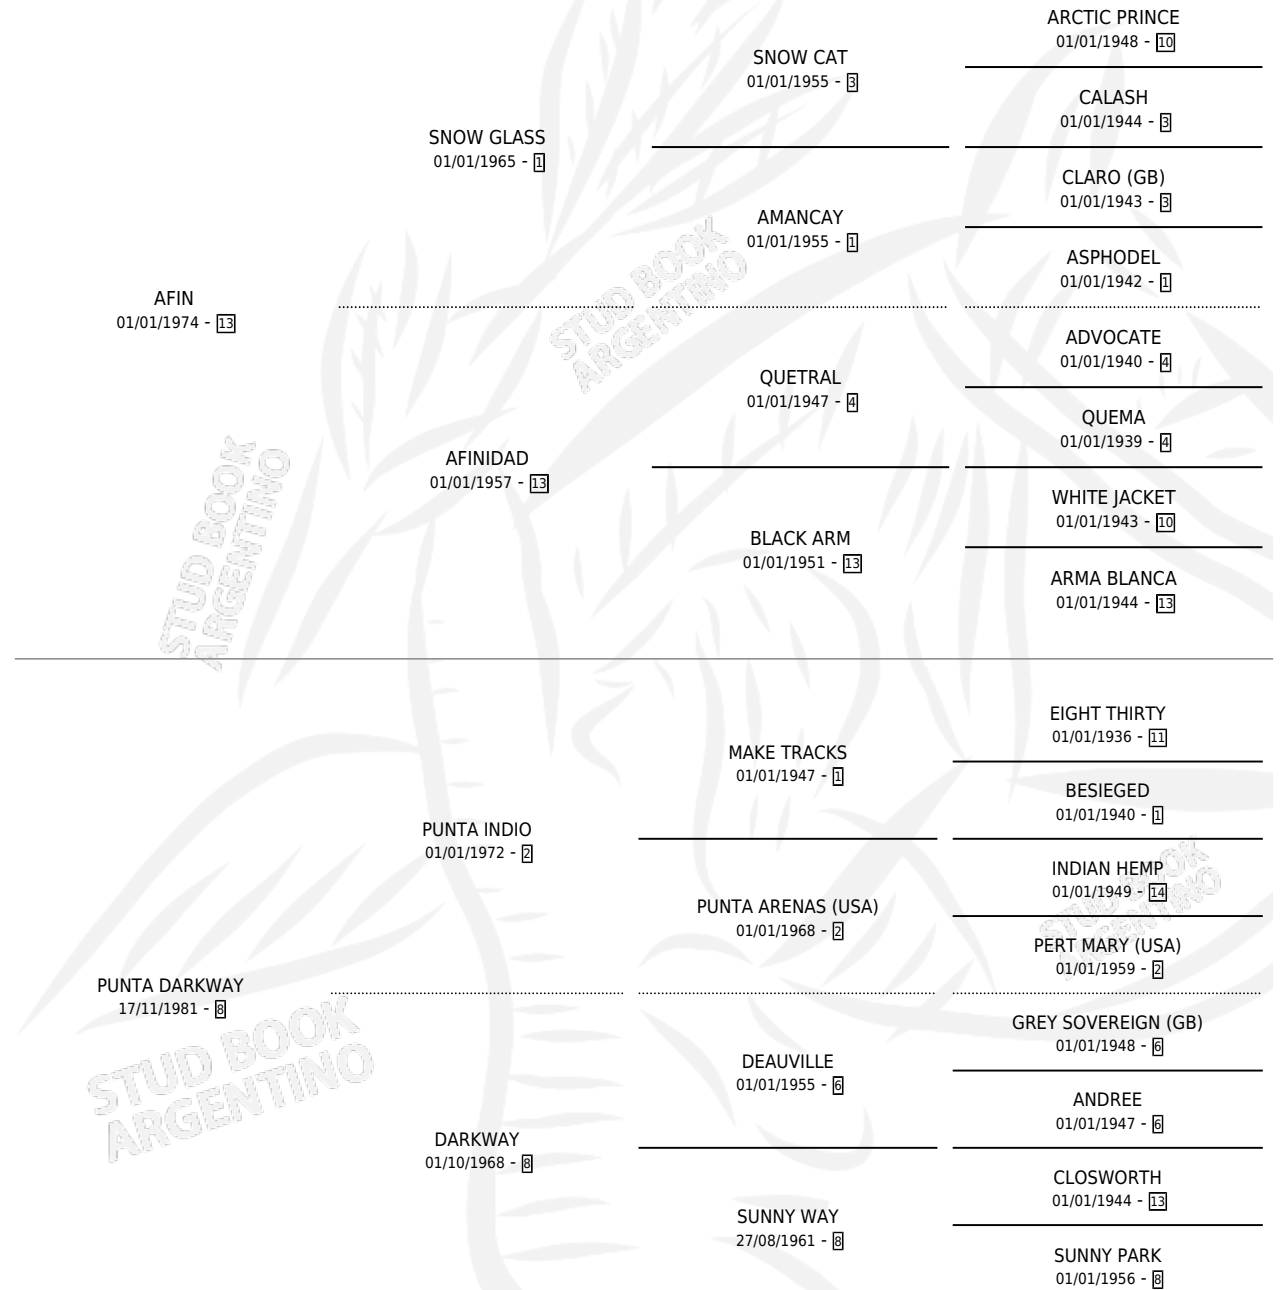 ARCTIC PRINCE
01/01/1948 - 10
SNOW CAT
01/01/1955 - 3
CALASH
01/01/1944 - 3
SNOW GLASS
01/01/1965 - 1
CLARO (GB)
01/01/1943 - 3
AMANCAY
01/01/1955 - 1
ASPHODEL
01/01/1942 - 1
AFIN
01/01/1974 - 13
STUD BOOK
ARGENTINO
ADVOCATE
01/01/1940 - 4
QUETRAL
01/01/1947 - 4
QUEMA
01/01/1939 - 4
AFINIDAD
01/01/1957 - 13
WHITE JACKET
01/01/1943 - 10
BLACK ARM
01/01/1951 - 13
ARMA BLANCA
01/01/1944 - 13
STUD BOOK
ARGENTINO
EIGHT THIRTY
01/01/1936 - 11
MAKE TRACKS
01/01/1947 - 1
BESIEGED
01/01/1940 - 1
PUNTA INDIO
01/01/1972 - 2
INDIAN HEMP
01/01/1949 - 14
PUNTA ARENAS (USA)
01/01/1968 - 2
PERT MARY (USA)
01/01/1959 - 2
STUD BOOK
ARGENTINO
PUNTA DARKWAY
17/11/1981 - 8
GREY SOVEREIGN (GB)
01/01/1948 - 6
DEAUVILLE
01/01/1955 - 6
ANDREE
01/01/1947 - 6
STUD BOOK
ARGENTINO
DARKWAY
01/10/1968 - 8
CLOSWORTH
01/01/1944 - 13
SUNNY WAY
27/08/1961 - 8
SUNNY PARK
01/01/1956 - 8